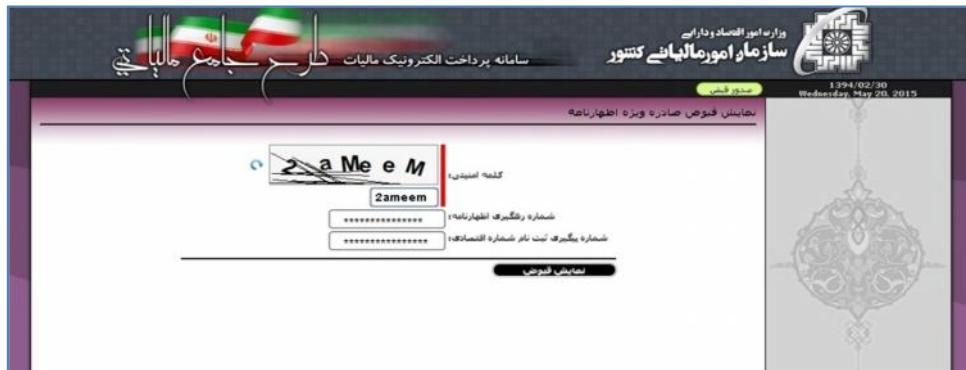 وزارت امور اقتصاد و دارایی
سازمان امور مالیاتی کشور
سامانه پرداخت الکترونیک مالیات
طرح جامع مالیاتی
1394/02/30
Wednesday, May 20, 2015
صدور قبض
نمایش قبوض صادره ویژه اظهارنامه
کلمه امنیتی:
2 a Me e M
2ameem
شماره رهگیری اظهارنامه:
***************
شماره پیگیری ثبت نام شماره اقتصادی:
****************
نمایش قبوض